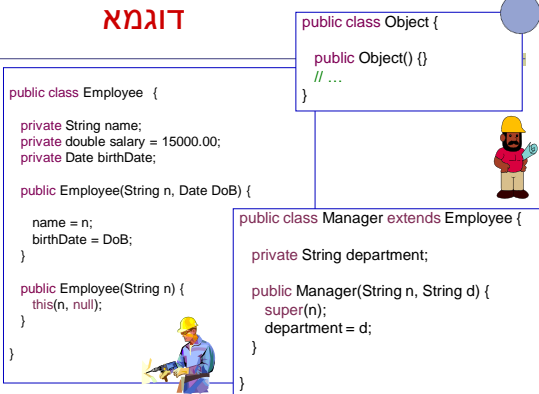 דוגמא
public class Object {
public Object() {}
// …
}
public class Employee {
private String name;
private double salary = 15000.00;
private Date birthDate;
public Employee(String n, Date DoB) {
name = n;
birthDate = DoB;
}
public Employee(String n) {
this(n, null);
}
}
public class Manager extends Employee {
private String department;
public Manager(String n, String d) {
super(n);
department = d;
}
}